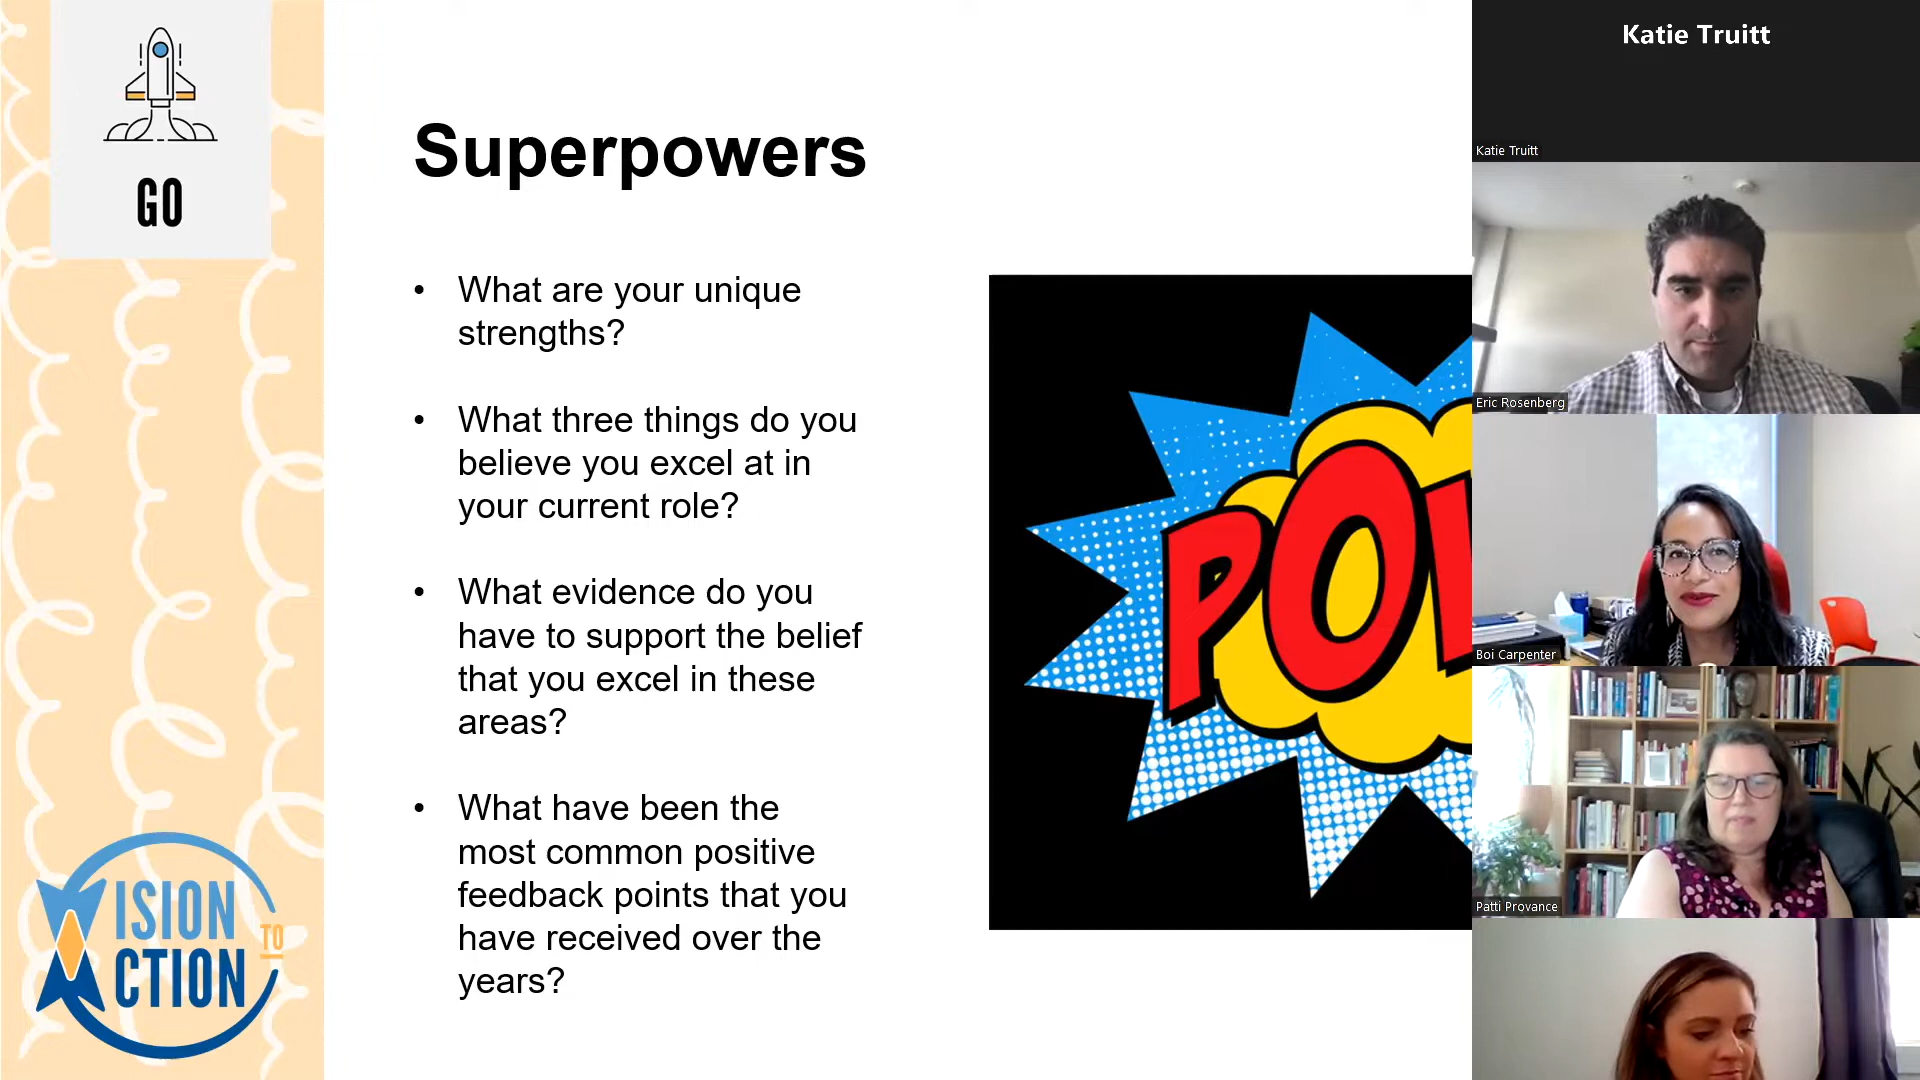 GO
Superpowers
• What are your unique
strengths?
• What three things do you
believe you excel at in
your current role?
• What evidence do you
have to support the belief
that you excel in these
areas?
• What have been the
most common positive
feedback points that you
have received over the
years?
VISION
TO
ACTION
POW
Katie Truitt
Katie Truitt
Eric Rosenberg
Boi Carpenter
Patti Provance